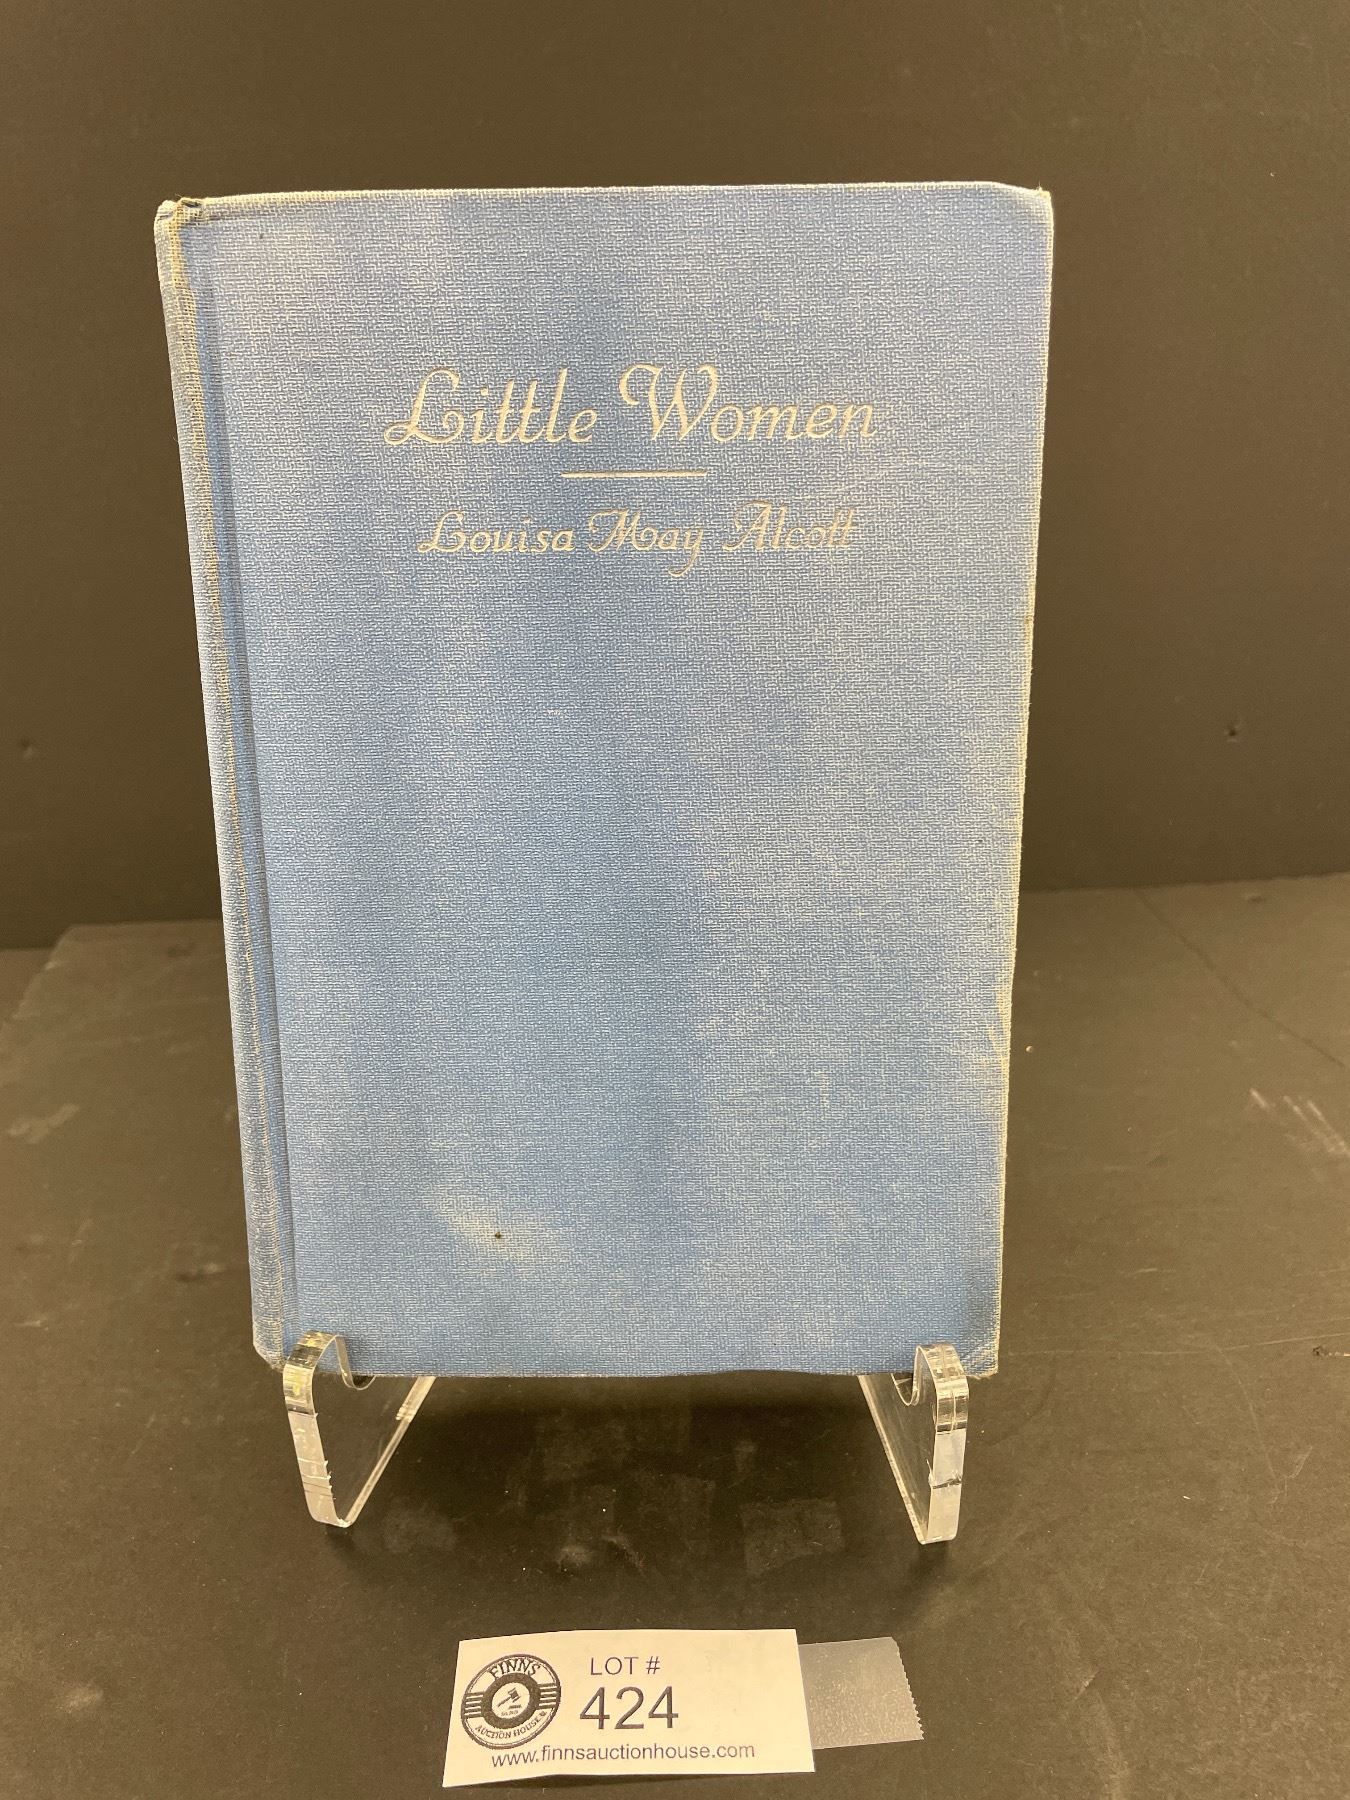 Little Women
Louisa May Alcott
LOT #
424
FINNS
AUCTION HOUSE
www.finnsauctionhouse.com